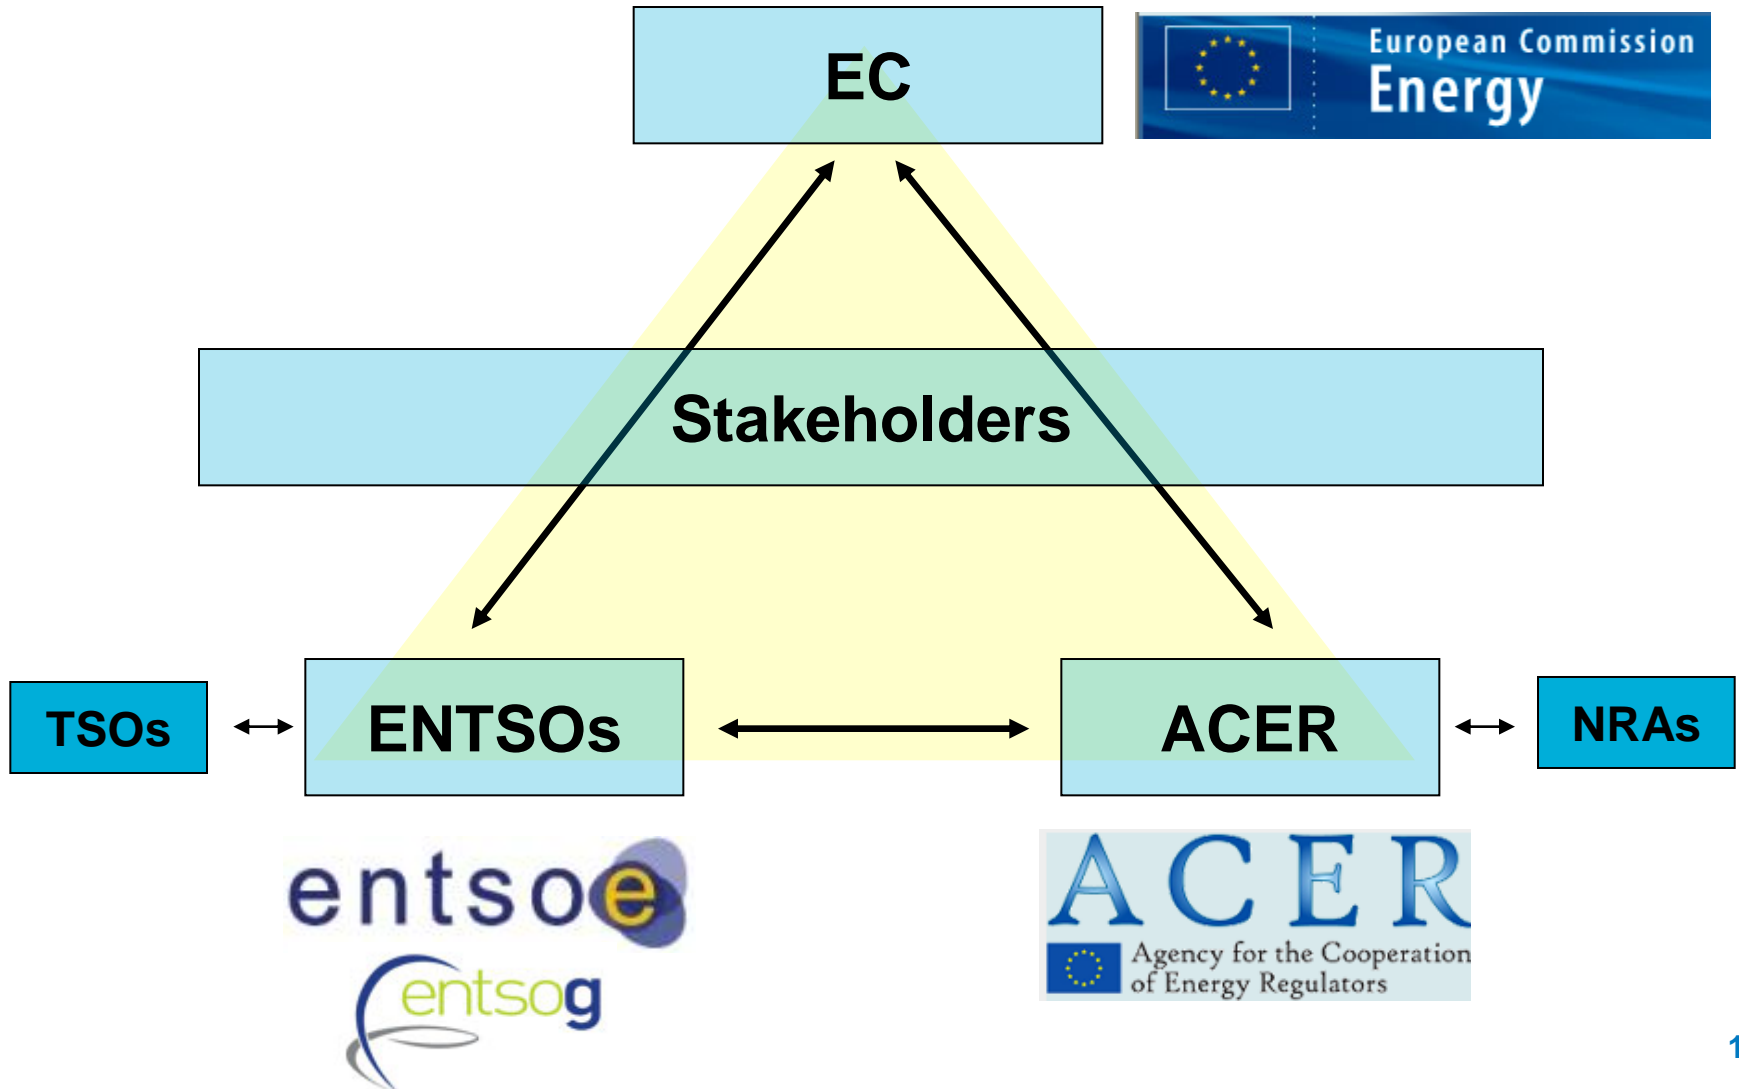 EC
European Commission
Energy
Stakeholders
TSOs
ENTSOs
ACER
NRAs
entsoe
entsog
ACER
Agency for the Cooperation
of Energy Regulators
1